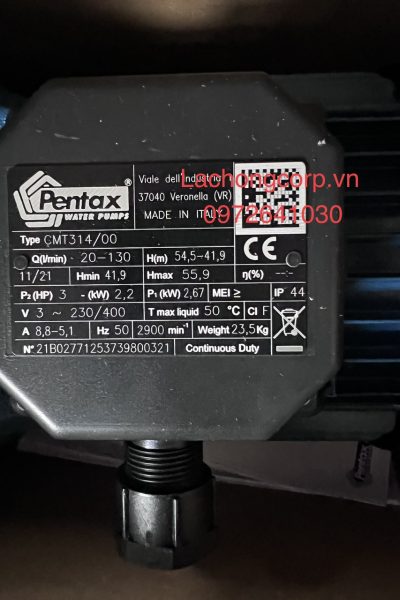 Pentax®
WATER PUMPS
Viale dell'Industria
37040 Veronella (VR)
MADE IN ITALY
Lachongcorp.vn
0972641030
Type CMT314/00
Q(l/min) 20-130 H(m) 54,5-41,9
11/21 Hmin 41,9 Hmax 55,9 η(%) --.-
P₂(HP) 3 -(kW) 2,2 P₁(kW) 2,67 MEI ≥ IP 44
V 3 ~ 230/400 T max liquid 50 °C Cl F
A 8,8-5,1 Hz 50 2900 min⁻¹ Weight 23,5Kg
N° 21B02771253739800321 Continuous Duty
CE